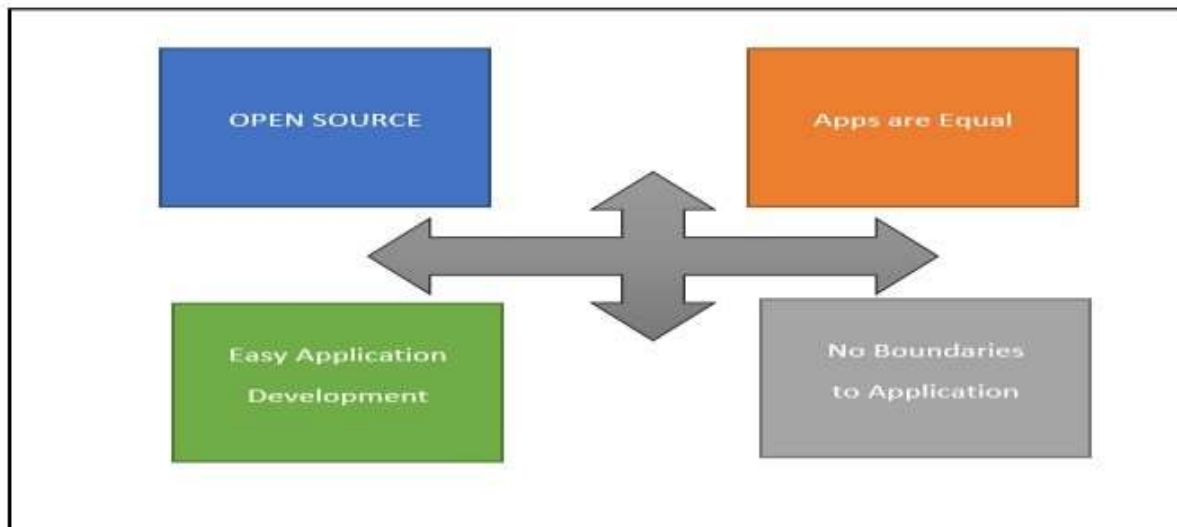 OPEN SOURCE
Apps are Equal
Easy Application
Development
No Boundaries
to Application